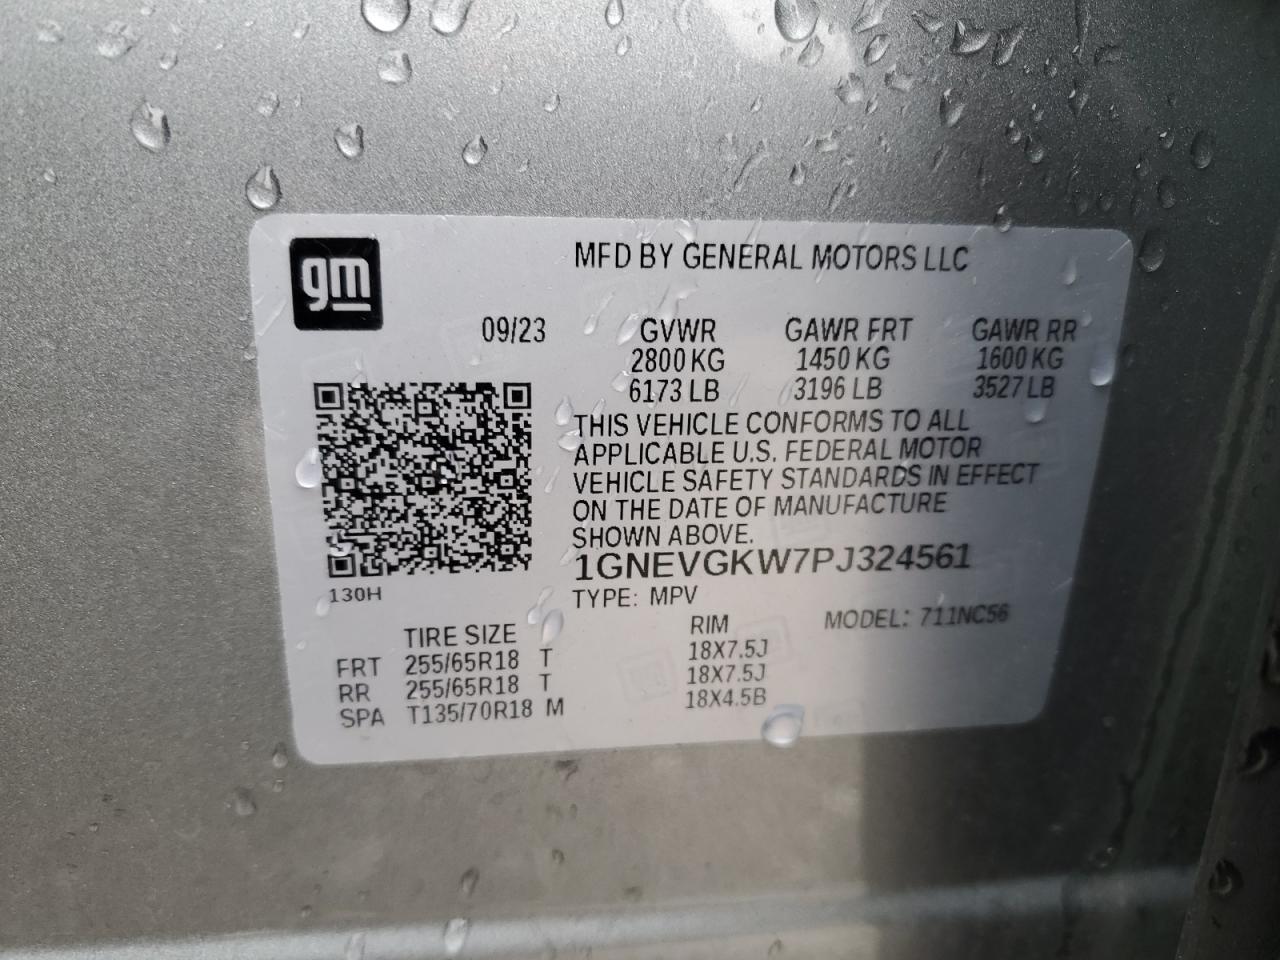 gm
MFD BY GENERAL MOTORS LLC
09/23 GVWR GAWR FRT GAWR RR
2800 KG 1450 KG 1600 KG
6173 LB 3196 LB 3527 LB
THIS VEHICLE CONFORMS TO ALL
APPLICABLE U.S. FEDERAL MOTOR
VEHICLE SAFETY STANDARDS IN EFFECT
ON THE DATE OF MANUFACTURE
SHOWN ABOVE.
1GNEVGKW7PJ324561
130H
TYPE: MPV
MODEL: 711NC56
TIRE SIZE RIM
FRT 255/65R18 T 18X7.5J
RR 255/65R18 T 18X7.5J
SPA T135/70R18 M 18X4.5B